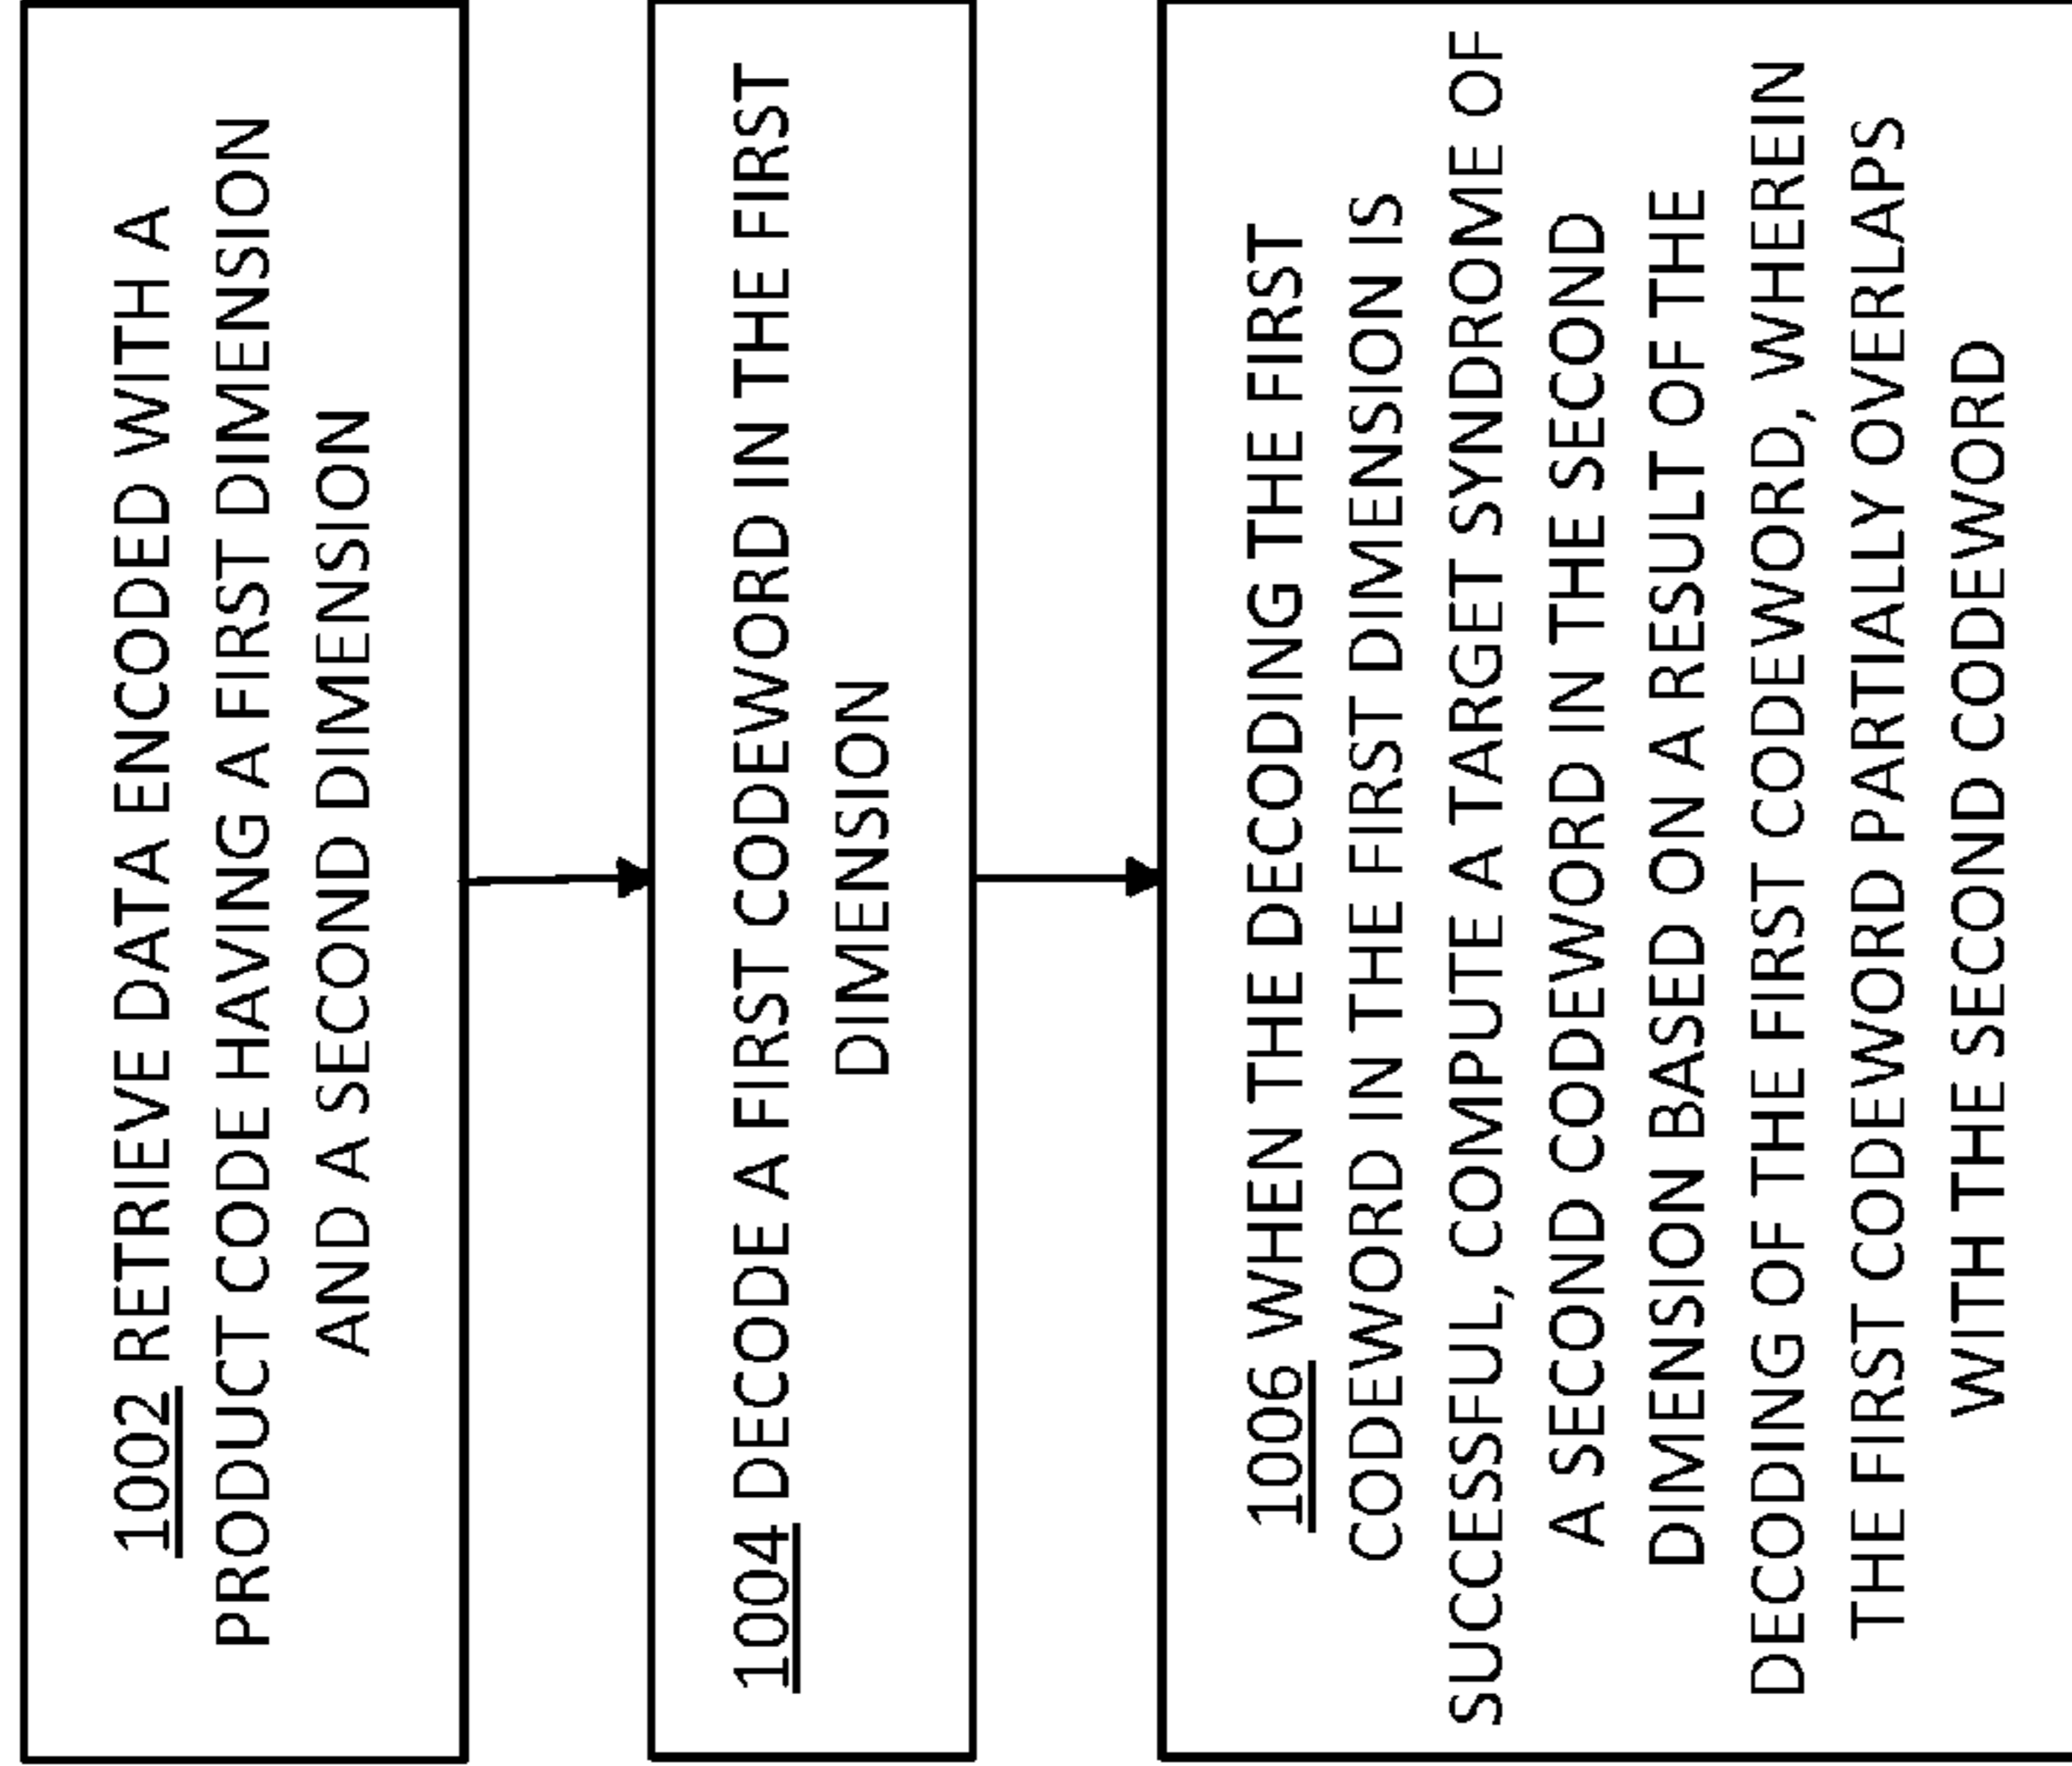 1002 RETRIEVE DATA ENCODED WITH A
PRODUCT CODE HAVING A FIRST DIMENSION
AND A SECOND DIMENSION
1004 DECODE A FIRST CODEWORD IN THE FIRST
DIMENSION
1006 WHEN THE DECODING THE FIRST
CODEWORD IN THE FIRST DIMENSION IS
SUCCESSFUL, COMPUTE A TARGET SYNDROME OF
A SECOND CODEWORD IN THE SECOND
DIMENSION BASED ON A RESULT OF THE
DECODING OF THE FIRST CODEWORD, WHEREIN
THE FIRST CODEWORD PARTIALLY OVERLAPS
WITH THE SECOND CODEWORD